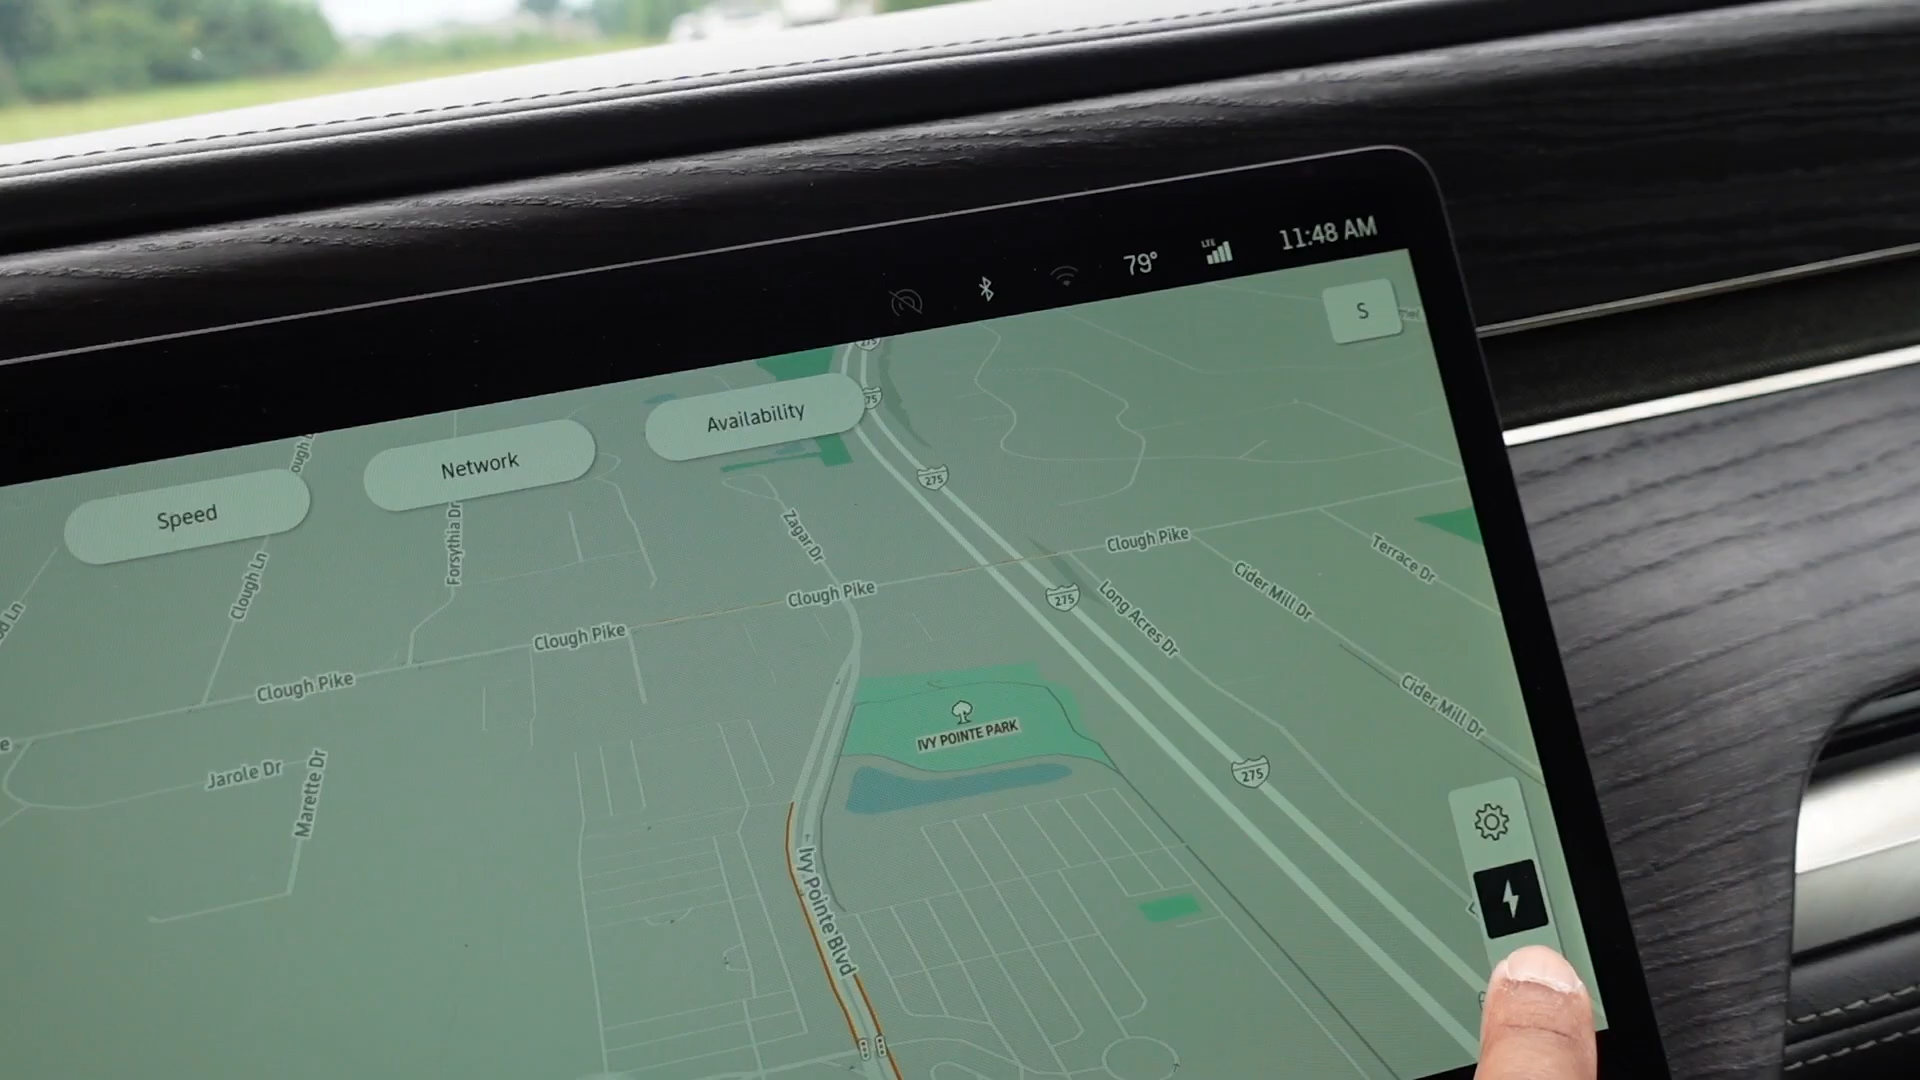 LTE
79°
11:48 AM
S
Speed
Network
Availability
275
275
275
275
Clough Ln
Forsythia Dr
Zagar Dr
Clough Pike
Clough Pike
Clough Pike
Clough Pike
Long Acres Dr
Cider Mill Dr
Terrace Dr
Cider Mill Dr
IVY POINTE PARK
Jarole Dr
Marette Dr
Ivy Pointe Blvd